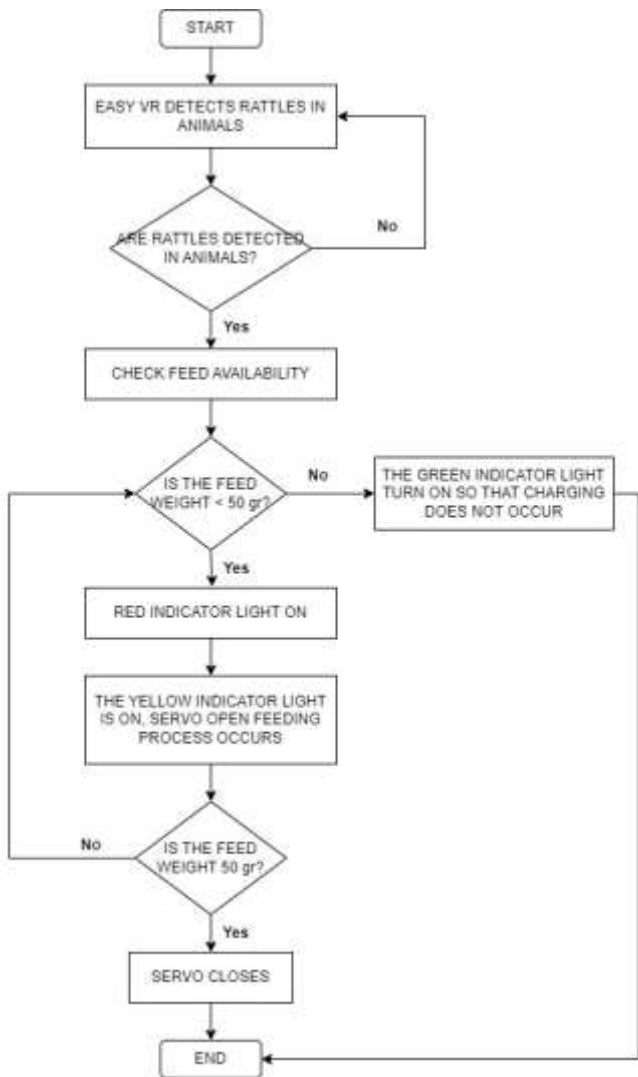 START
EASY VR DETECTS RATTLES IN
ANIMALS
ARE RATTLES DETECTED
IN ANIMALS?
No
Yes
CHECK FEED AVAILABILITY
IS THE FEED
WEIGHT < 50 gr?
No
THE GREEN INDICATOR LIGHT
TURN ON SO THAT CHARGING
DOES NOT OCCUR
Yes
RED INDICATOR LIGHT ON
THE YELLOW INDICATOR LIGHT
IS ON, SERVO OPEN FEEDING
PROCESS OCCURS
No
IS THE FEED
WEIGHT 50 gr?
Yes
SERVO CLOSES
END